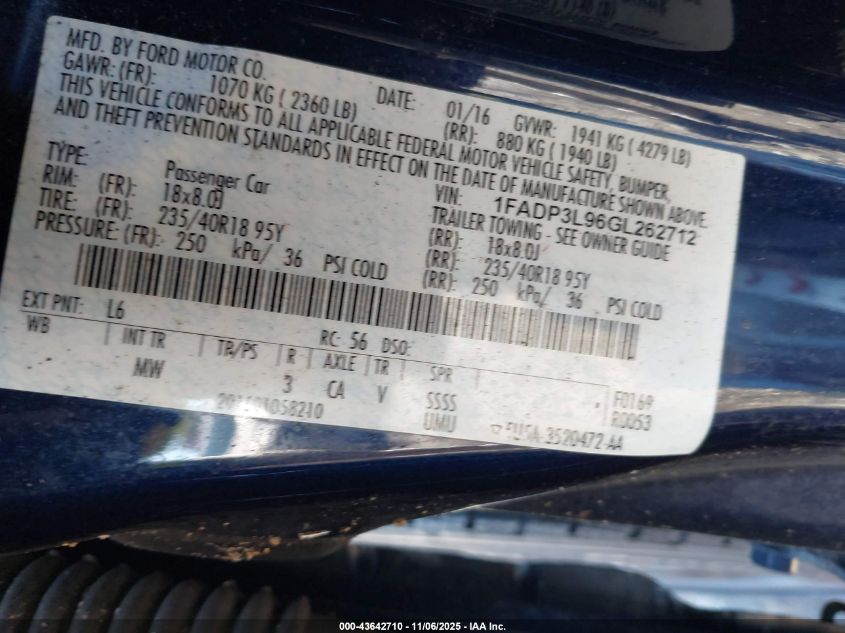 MFD. BY FORD MOTOR CO.
DATE: 01/16 GVWR: 1941 KG ( 4279 LB)
GAWR: (FR): 1070 KG ( 2360 LB) (RR): 880 KG ( 1940 LB)
THIS VEHICLE CONFORMS TO ALL APPLICABLE FEDERAL MOTOR VEHICLE SAFETY, BUMPER,
AND THEFT PREVENTION STANDARDS IN EFFECT ON THE DATE OF MANUFACTURE SHOWN ABOVE.
VIN: 1FADP3L96GL262712
TYPE: Passenger Car TRAILER TOWING - SEE OWNER GUIDE
RIM: (FR): 18x8.0J (RR): 18x8.0J
TIRE: (FR): 235/40R18 95Y (RR): 235/40R18 95Y
PRESSURE: (FR): 250 kPa/ 36 PSI COLD (RR): 250 kPa/ 36 PSI COLD
EXT PNT: L6 RC: 56 DSO:
WB INT TR TR/PS R AXLE TR SPR
MW 3 CA V SSSS
UMU
F0169
R0053
3520472
000-43642710 - 11/06/2025 - IAA Inc.